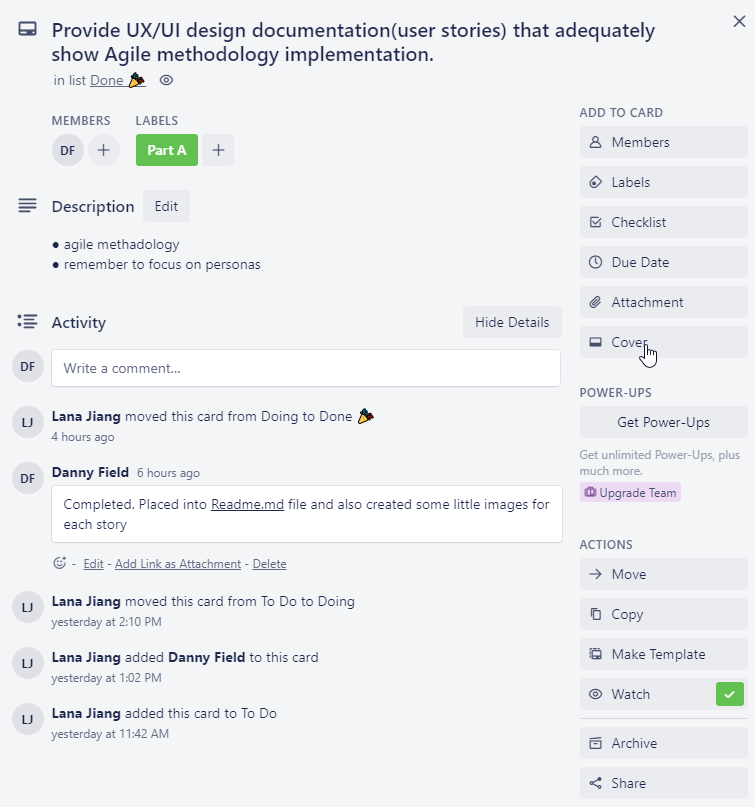 Provide UX/UI design documentation(user stories) that adequately
show Agile methodology implementation.
in list Done 🎉
MEMBERS LABELS
DF + Part A +
Description Edit
• agile methadology
• remember to focus on personas
Activity Hide Details
DF Write a comment...
LJ Lana Jiang moved this card from Doing to Done 🎉
4 hours ago
DF Danny Field 6 hours ago
Completed. Placed into Readme.md file and also created some little images for
each story
- Edit - Add Link as Attachment - Delete
LJ Lana Jiang moved this card from To Do to Doing
yesterday at 2:10 PM
LJ Lana Jiang added Danny Field to this card
yesterday at 1:02 PM
LJ Lana Jiang added this card to To Do
yesterday at 11:42 AM
ADD TO CARD
Members
Labels
Checklist
Due Date
Attachment
Cover
POWER-UPS
Get Power-Ups
Get unlimited Power-Ups, plus
much more.
Upgrade Team
ACTIONS
Move
Copy
Make Template
Watch
Archive
Share